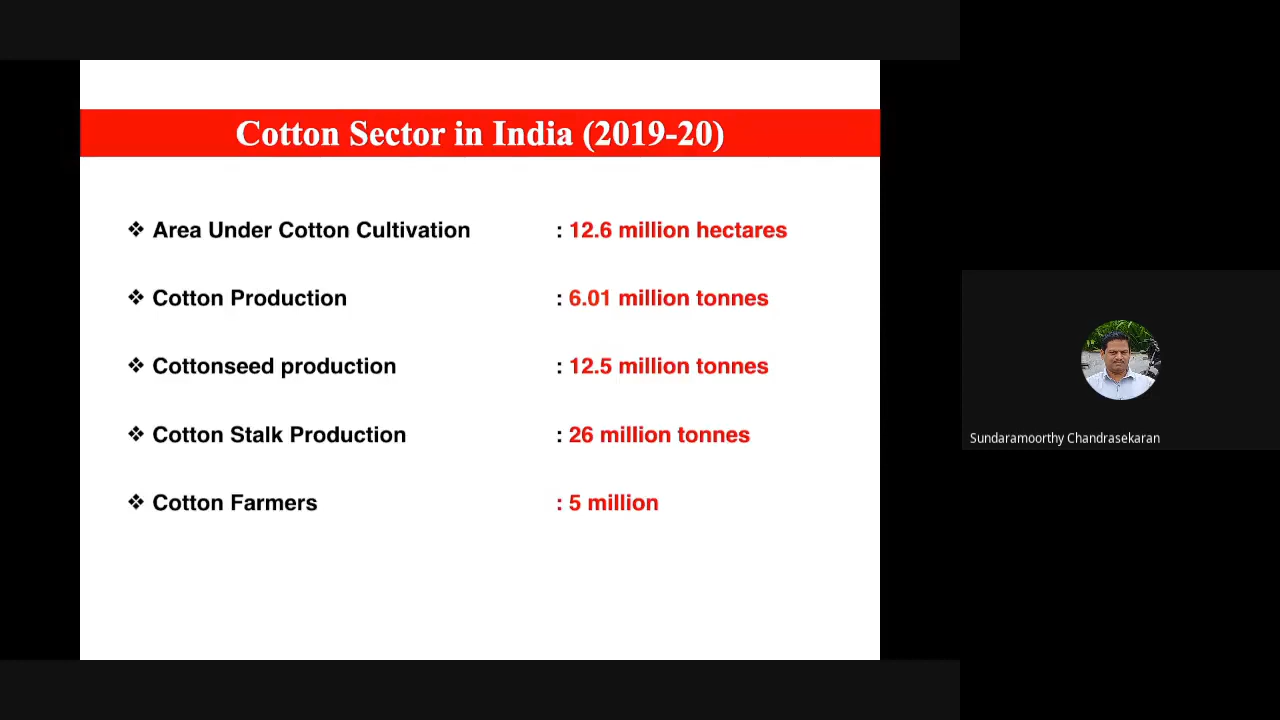 Cotton Sector in India (2019-20)
❖ Area Under Cotton Cultivation : 12.6 million hectares
❖ Cotton Production : 6.01 million tonnes
❖ Cottonseed production : 12.5 million tonnes
❖ Cotton Stalk Production : 26 million tonnes
❖ Cotton Farmers : 5 million
Sundaramoorthy Chandrasekaran